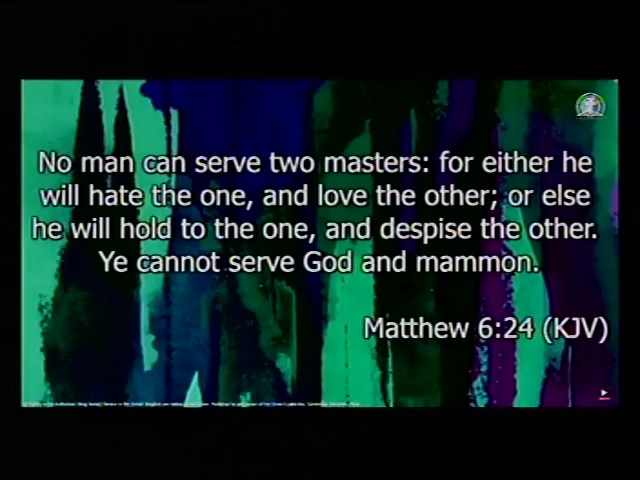 No man can serve two masters: for either he
will hate the one, and love the other; or else
he will hold to the one, and despise the other.
Ye cannot serve God and mammon.
Matthew 6:24 (KJV)